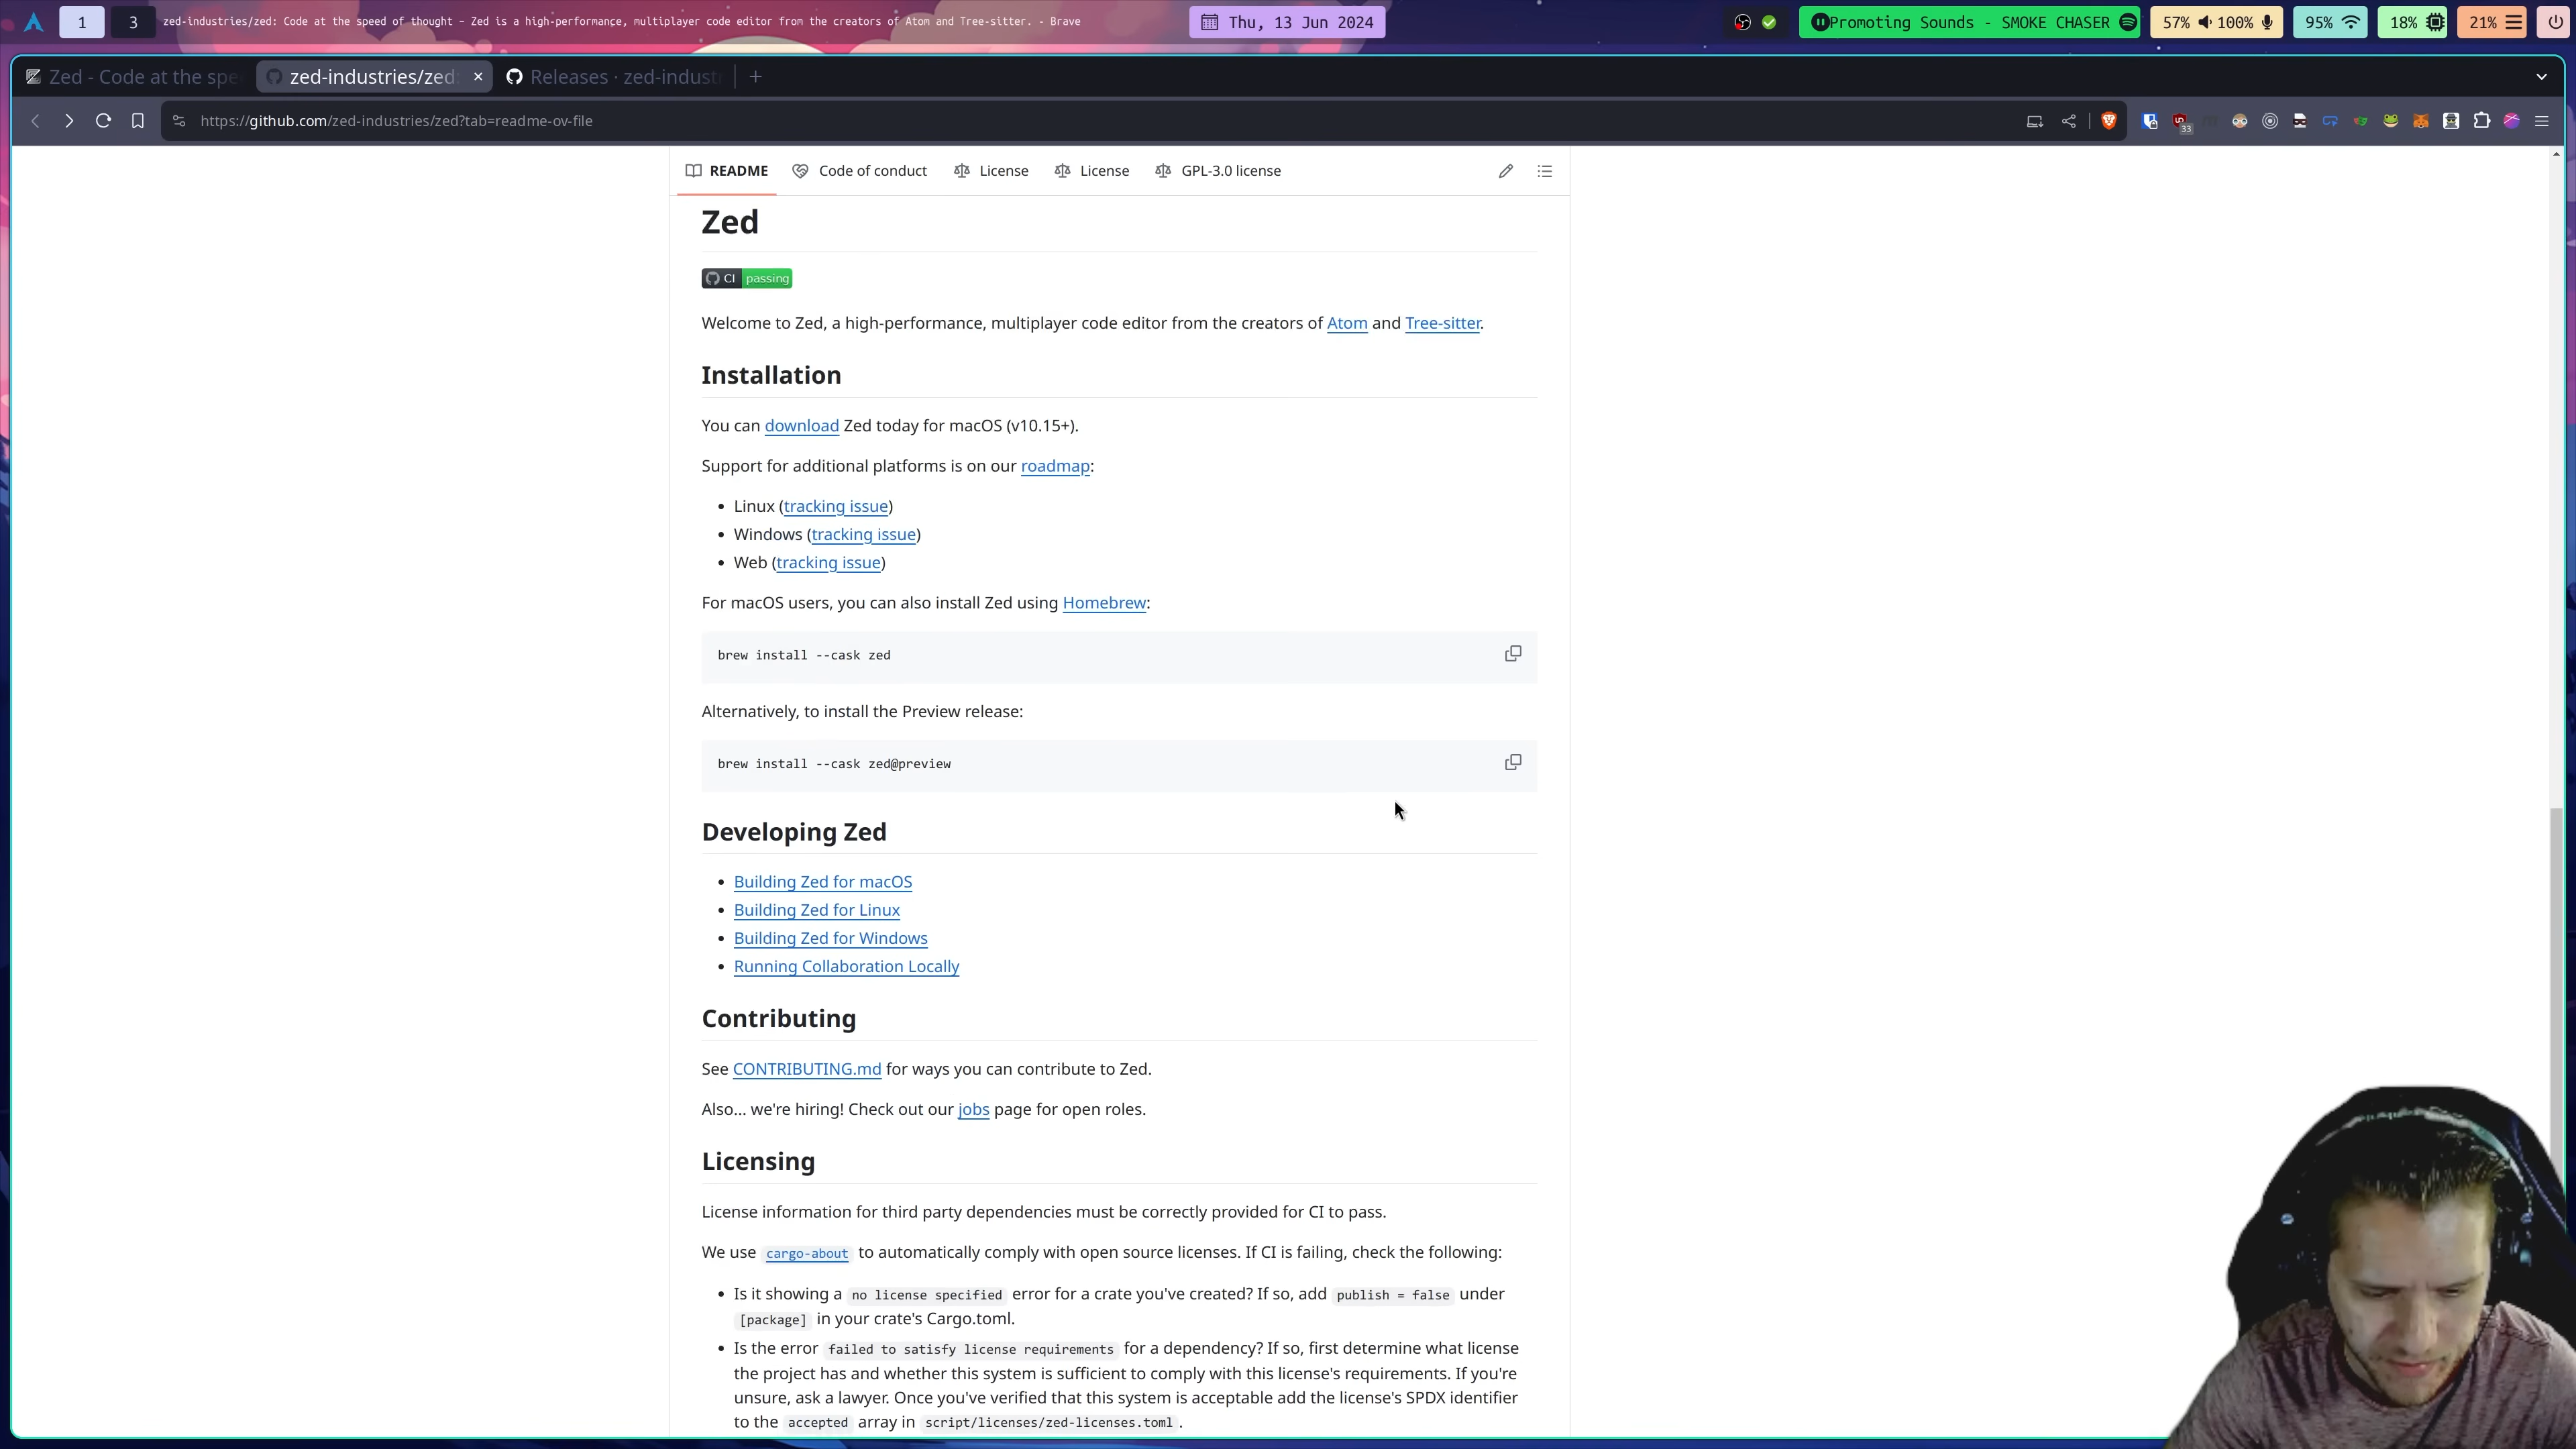 1
3
zed-industries/zed: Code at the speed of thought – Zed is a high-performance, multiplayer code editor from the creators of Atom and Tree-sitter. - Brave
Thu, 13 Jun 2024
Promoting Sounds - SMOKE CHASER
57% 100%
95%
18%
21%
Zed - Code at the spe
zed-industries/zed
Releases · zed-indust
https://github.com/zed-industries/zed?tab=readme-ov-file
33
README
Code of conduct
License
License
GPL-3.0 license
Zed
CI passing
Welcome to Zed, a high-performance, multiplayer code editor from the creators of Atom and Tree-sitter.
Installation
You can download Zed today for macOS (v10.15+).
Support for additional platforms is on our roadmap:
• Linux (tracking issue)
• Windows (tracking issue)
• Web (tracking issue)
For macOS users, you can also install Zed using Homebrew:
brew install --cask zed
Alternatively, to install the Preview release:
brew install --cask zed@preview
Developing Zed
• Building Zed for macOS
• Building Zed for Linux
• Building Zed for Windows
• Running Collaboration Locally
Contributing
See CONTRIBUTING.md for ways you can contribute to Zed.
Also... we're hiring! Check out our jobs page for open roles.
Licensing
License information for third party dependencies must be correctly provided for CI to pass.
We use cargo-about to automatically comply with open source licenses. If CI is failing, check the following:
• Is it showing a no license specified error for a crate you've created? If so, add publish = false under
[package] in your crate's Cargo.toml.
• Is the error failed to satisfy license requirements for a dependency? If so, first determine what license
the project has and whether this system is sufficient to comply with this license's requirements. If you're
unsure, ask a lawyer. Once you've verified that this system is acceptable add the license's SPDX identifier
to the accepted array in script/licenses/zed-licenses.toml.